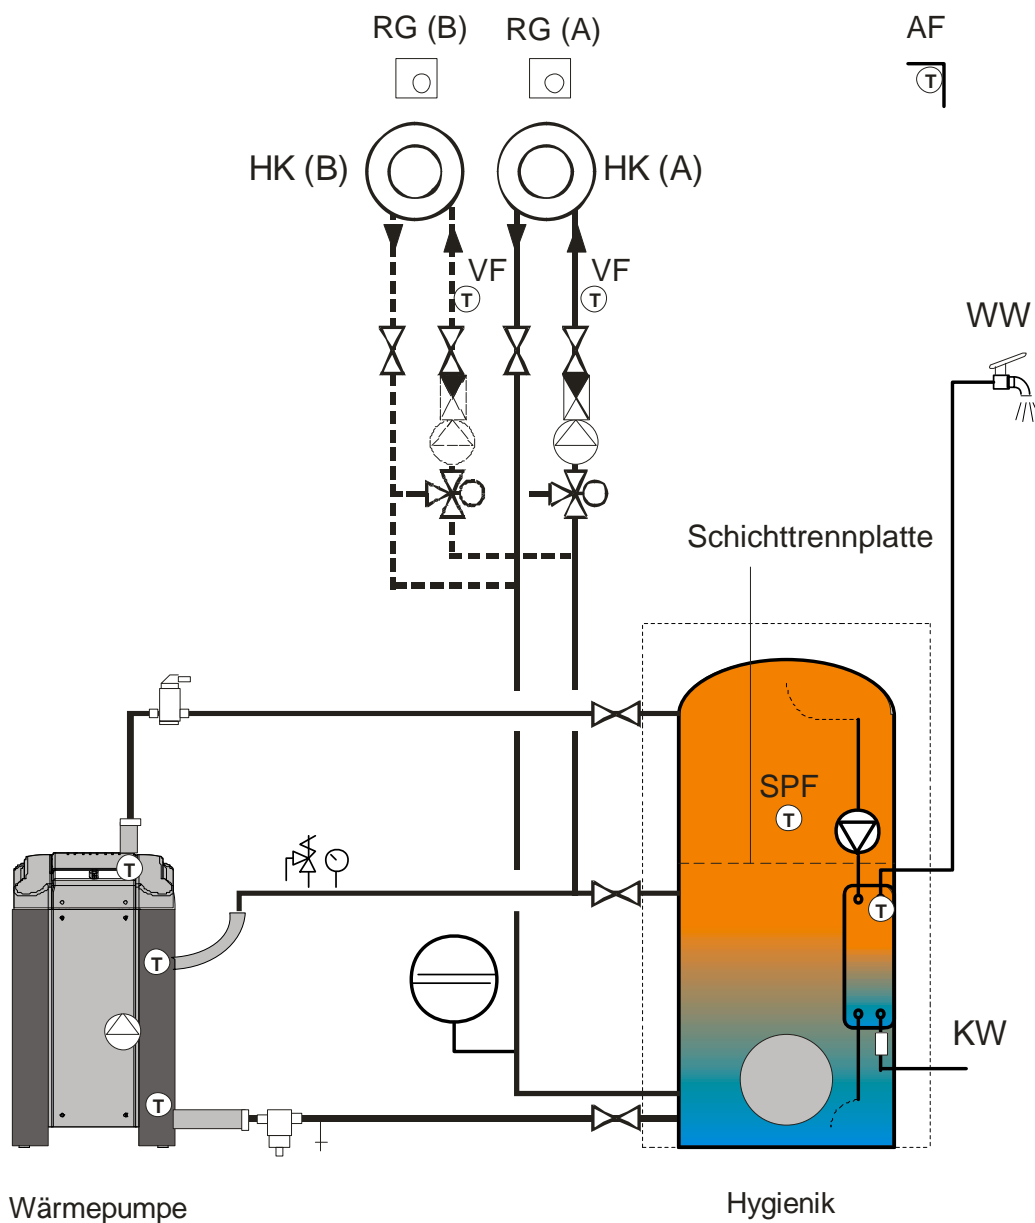 RG (B)
RG (A)
AF
T
HK (B)
HK (A)
VF
T
VF
T
WW
Schichttrennplatte
SPF
T
T
T
T
KW
T
Wärmepumpe
Hygienik